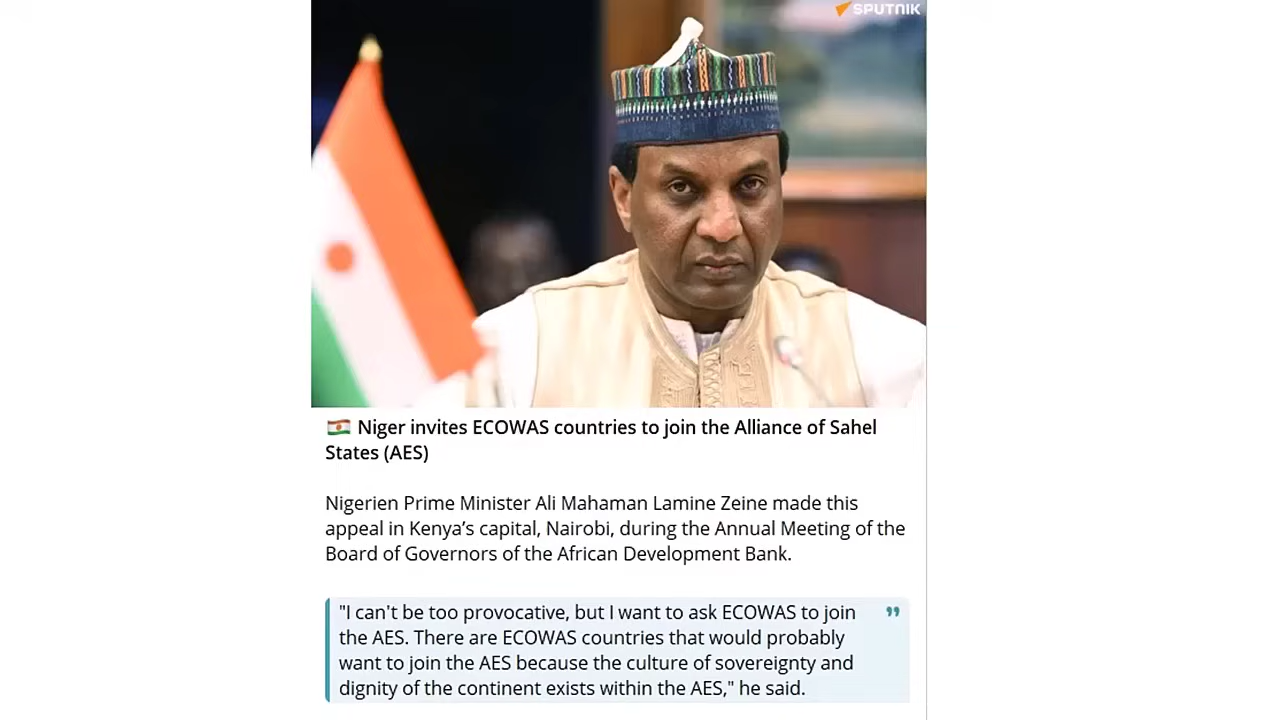 SPUTNIK
🇳🇪 Niger invites ECOWAS countries to join the Alliance of Sahel
States (AES)
Nigerien Prime Minister Ali Mahaman Lamine Zeine made this
appeal in Kenya’s capital, Nairobi, during the Annual Meeting of the
Board of Governors of the African Development Bank.
"I can't be too provocative, but I want to ask ECOWAS to join
the AES. There are ECOWAS countries that would probably
want to join the AES because the culture of sovereignty and
dignity of the continent exists within the AES," he said.